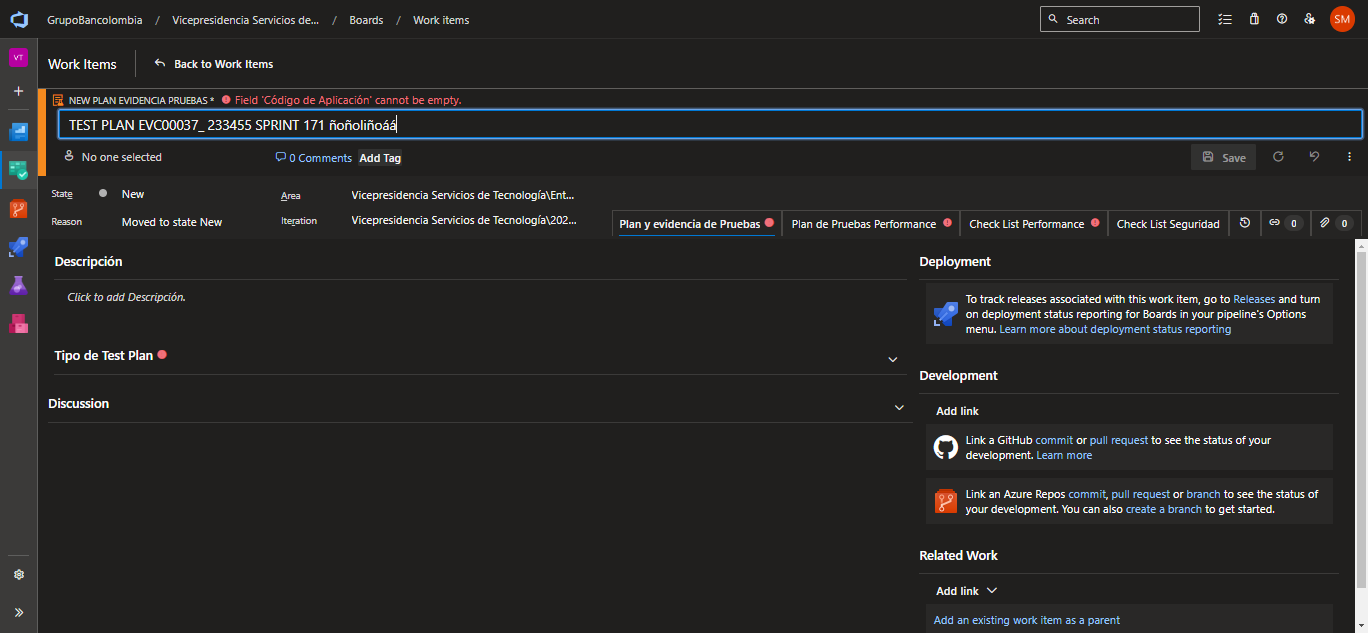 GrupoBancolombia / Vicepresidencia Servicios de... / Boards / Work items
Search
SM
VT
Work Items
Back to Work Items
NEW PLAN EVIDENCIA PRUEBAS * Field 'Código de Aplicación' cannot be empty.
TEST PLAN EVC00037_ 233455 SPRINT 171 ñoñoliñoáá
No one selected
0 Comments
Add Tag
Save
State
New
Area
Vicepresidencia Servicios de Tecnología\Ent...
Reason
Moved to state New
Iteration
Vicepresidencia Servicios de Tecnología\202...
Plan y evidencia de Pruebas
Plan de Pruebas Performance
Check List Performance
Check List Seguridad
0
0
Descripción
Click to add Descripción.
Tipo de Test Plan
Discussion
Deployment
To track releases associated with this work item, go to Releases and turn
on deployment status reporting for Boards in your pipeline's Options
menu. Learn more about deployment status reporting
Development
Add link
Link a GitHub commit or pull request to see the status of your
development. Learn more
Link an Azure Repos commit, pull request or branch to see the status of
your development. You can also create a branch to get started.
Related Work
Add link
Add an existing work item as a parent